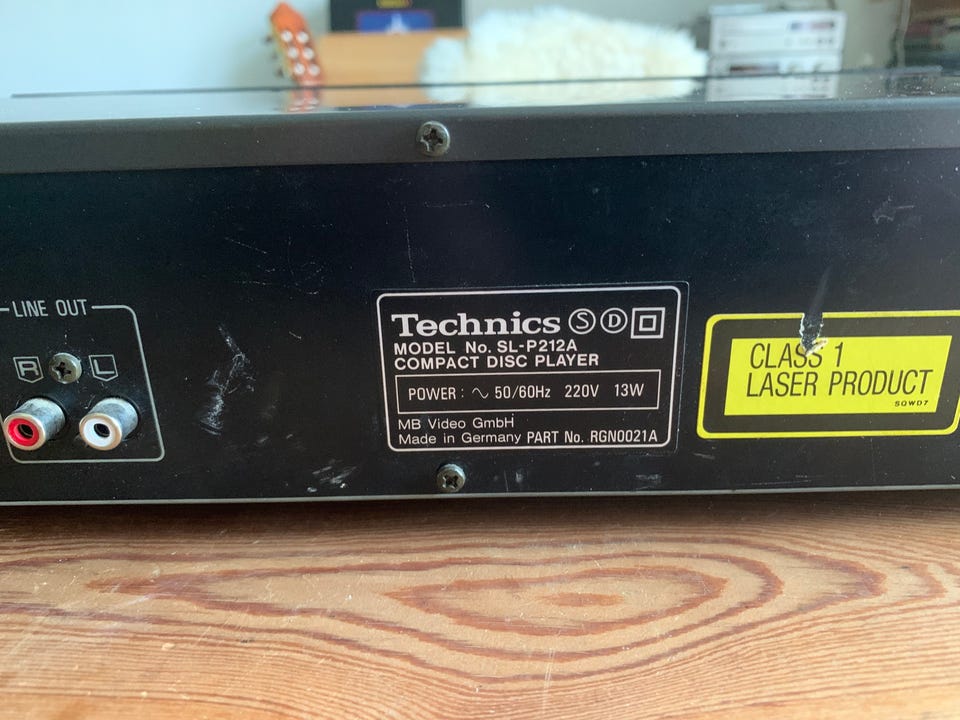 LINE OUT
R L
Technics S D
MODEL No. SL-P212A
COMPACT DISC PLAYER
POWER: ∼ 50/60Hz 220V 13W
MB Video GmbH
Made in Germany PART No. RGN0021A
CLASS 1
LASER PRODUCT
SQWD7